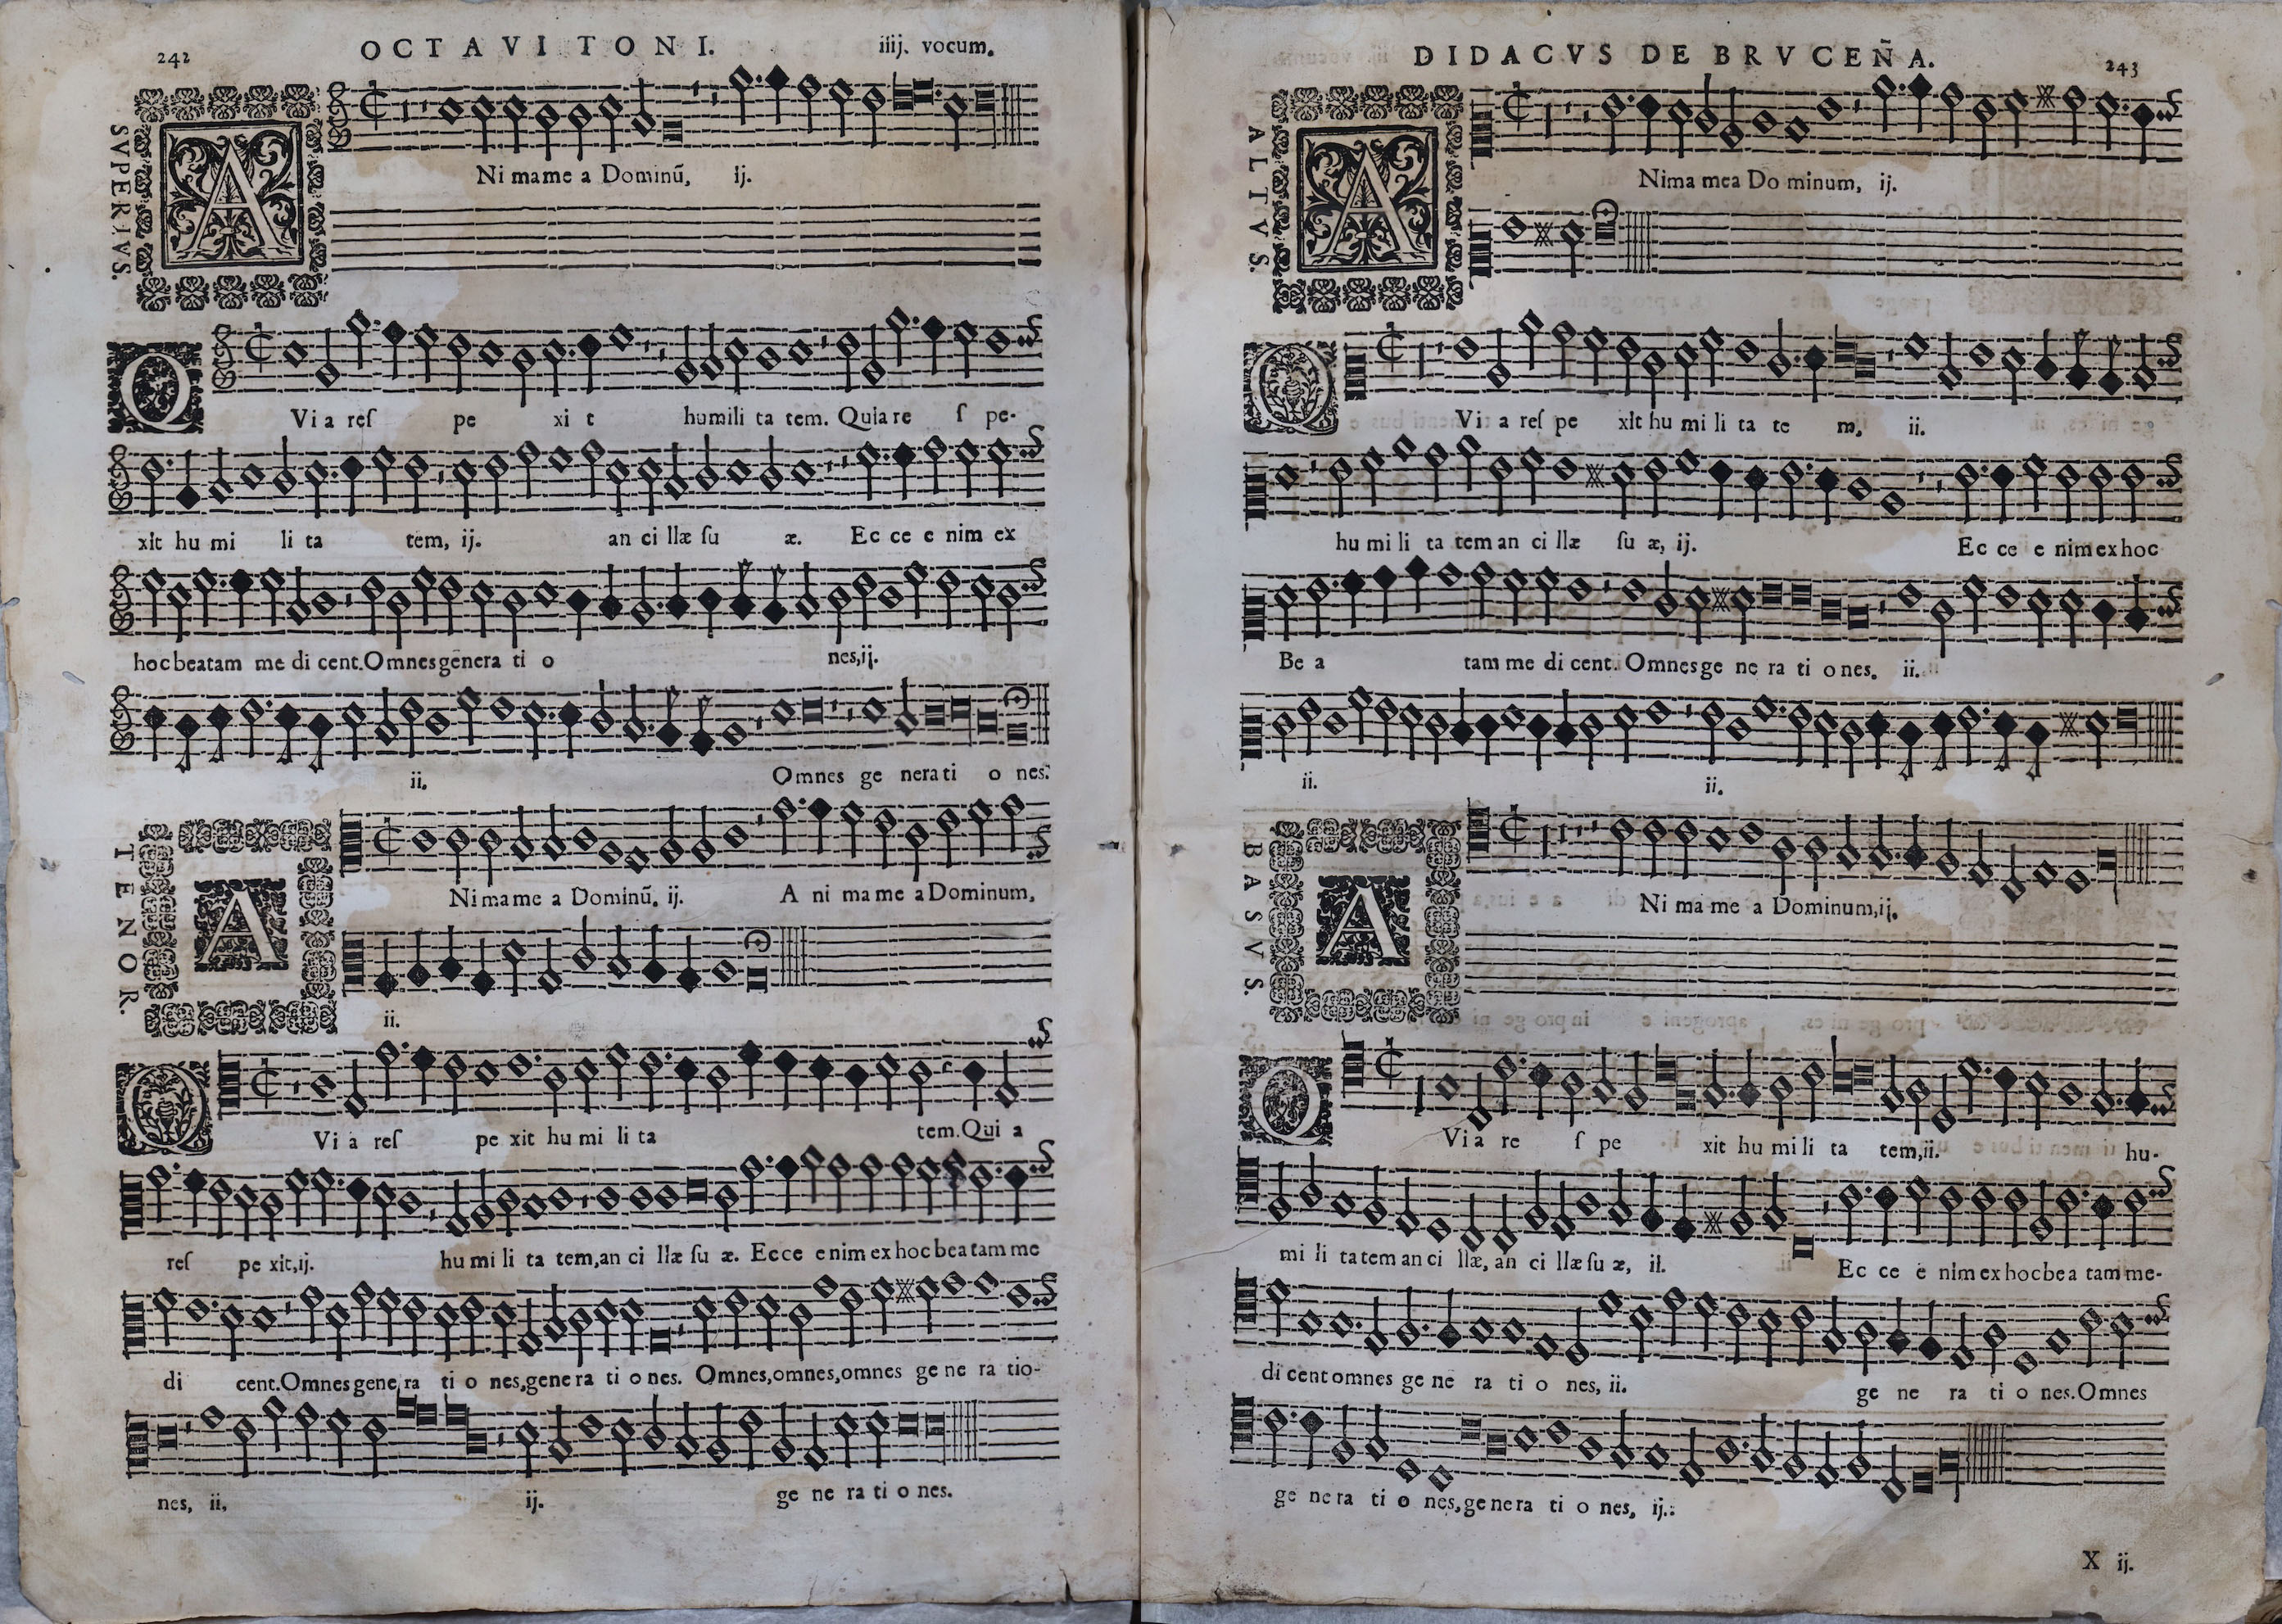 242
OCTAVI TONI.
iiij. vocum.
SVPERIVS.
A
Ni mame a Dominũ, ij.
Q
Vi a reſ pe xi t humili ta tem. Quia re ſ pe-
xit hu mi li ta tem, ij. an ci llæ ſu æ. Ec ce e nim ex
hoc beatam me di cent. Omnes genera ti o nes, ij.
ii. Omnes ge nerati o nes.
TENOR.
A
Ni mame a Dominũ, ij. A ni ma me a Dominum,
ii.
Q
Vi a reſ pe xit hu mi li ta tem. Qui a
reſ pe xit, ij. hu mi li ta tem, an ci llæ ſu æ. Ecce enim ex hoc beatam me
di cent. Omnes gene ra ti o nes, genera ti o nes. Omnes, omnes, omnes ge ne ra tio-
nes, ii. ij. ge ne ra ti o nes.
DIDACVS DE BRVCEÑA.
243
ALTVS.
A
Nima mea Do minum, ij.
Q
Vi a reſ pe xit hu mi li ta te m, ii.
hu mi li ta tem an ci llæ ſu æ, ij. Ec ce e nim ex hoc
Be a tam me di cent. Omnes ge ne ra ti o nes. ii.
ii. ii.
BASVS.
A
Ni ma me a Dominum, ij.
Q
Vi a re ſ pe xit hu mi li ta tem, ii. hu-
mi li ta tem an ci llæ, an ci llæ ſu æ, ii. Ec ce e nim ex hoc bea tam me-
di cent omnes ge ne ra ti o nes, ii. ge ne ra ti o nes. Omnes
ge ne ra ti o nes, genera ti o nes, ij.:
X ij.